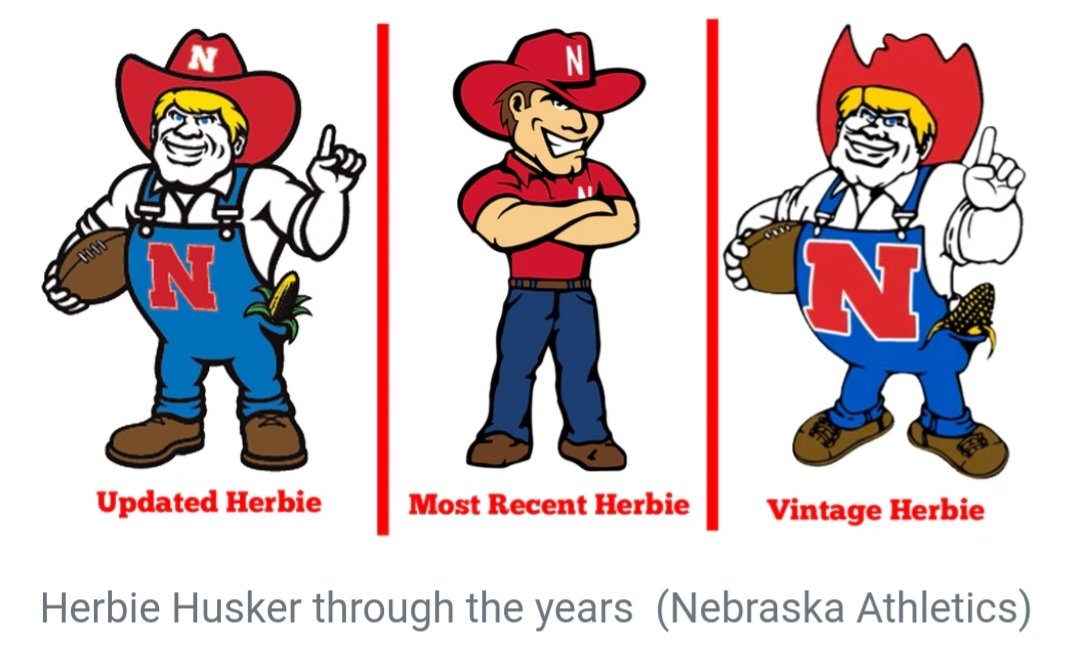 N
N
N
N
N
Updated Herbie
Most Recent Herbie
Vintage Herbie
Herbie Husker through the years (Nebraska Athletics)